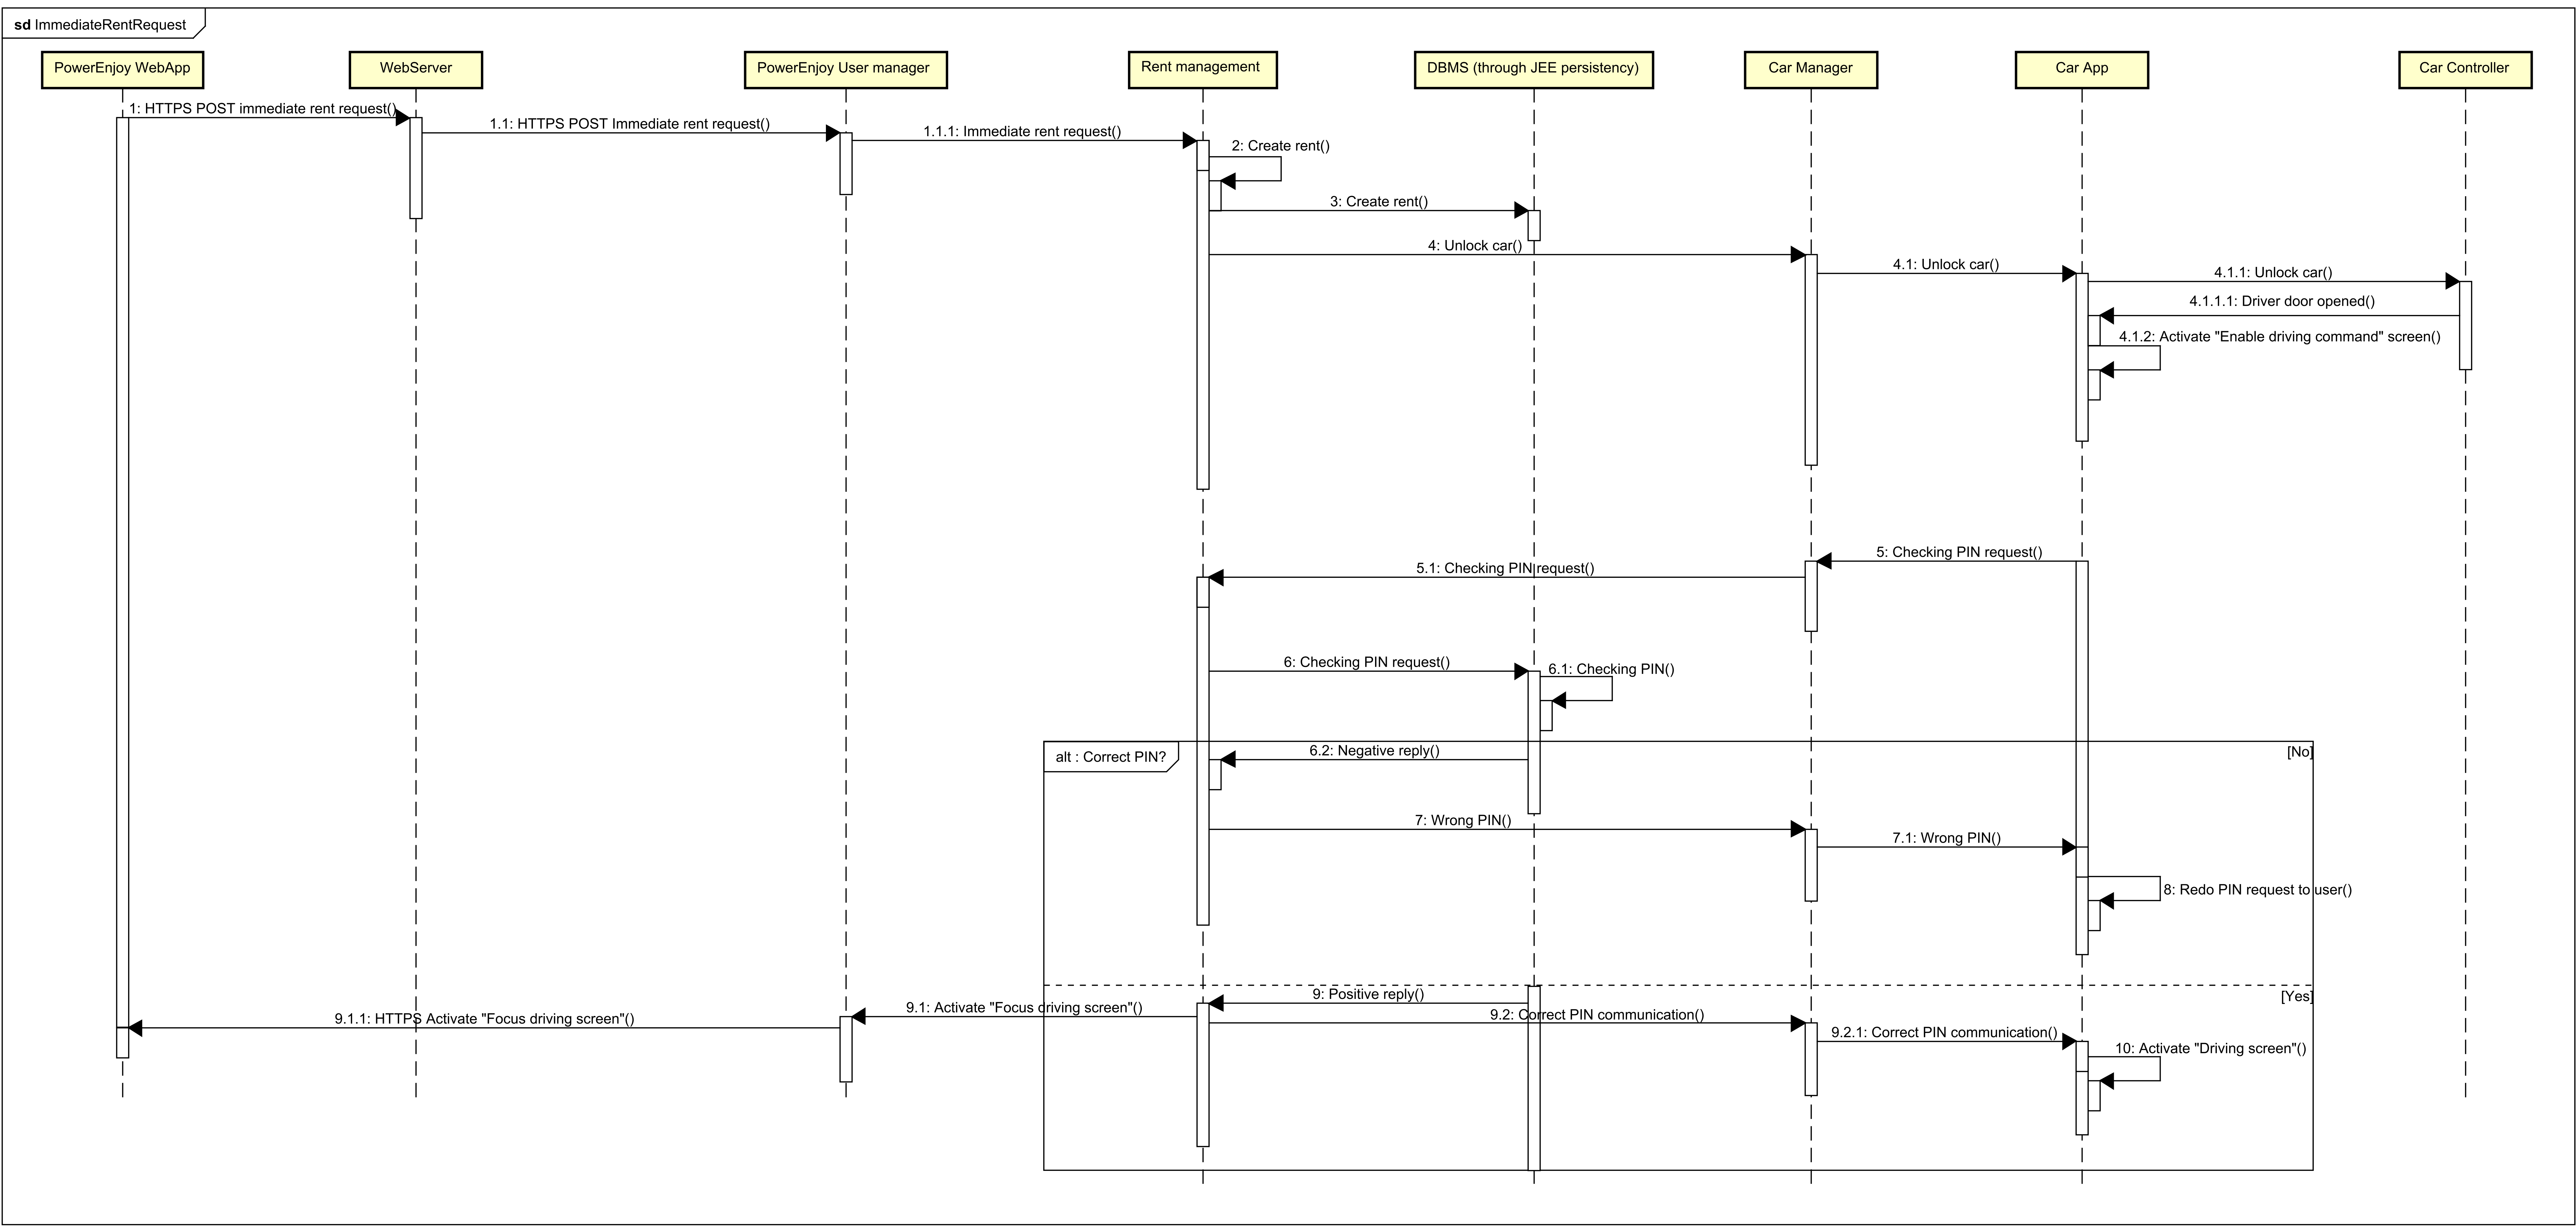 sd ImmediateRentRequest
PowerEnjoy WebApp
WebServer
PowerEnjoy User manager
Rent management
DBMS (through JEE persistency)
Car Manager
Car App
Car Controller
1: HTTPS POST immediate rent request()
1.1: HTTPS POST Immediate rent request()
1.1.1: Immediate rent request()
2: Create rent()
3: Create rent()
4: Unlock car()
4.1: Unlock car()
4.1.1: Unlock car()
4.1.1.1: Driver door opened()
4.1.2: Activate "Enable driving command" screen()
5: Checking PIN request()
5.1: Checking PIN request()
6: Checking PIN request()
6.1: Checking PIN()
alt : Correct PIN?
[No]
6.2: Negative reply()
7: Wrong PIN()
7.1: Wrong PIN()
8: Redo PIN request to user()
[Yes]
9: Positive reply()
9.1: Activate "Focus driving screen"()
9.1.1: HTTPS Activate "Focus driving screen"()
9.2: Correct PIN communication()
9.2.1: Correct PIN communication()
10: Activate "Driving screen"()